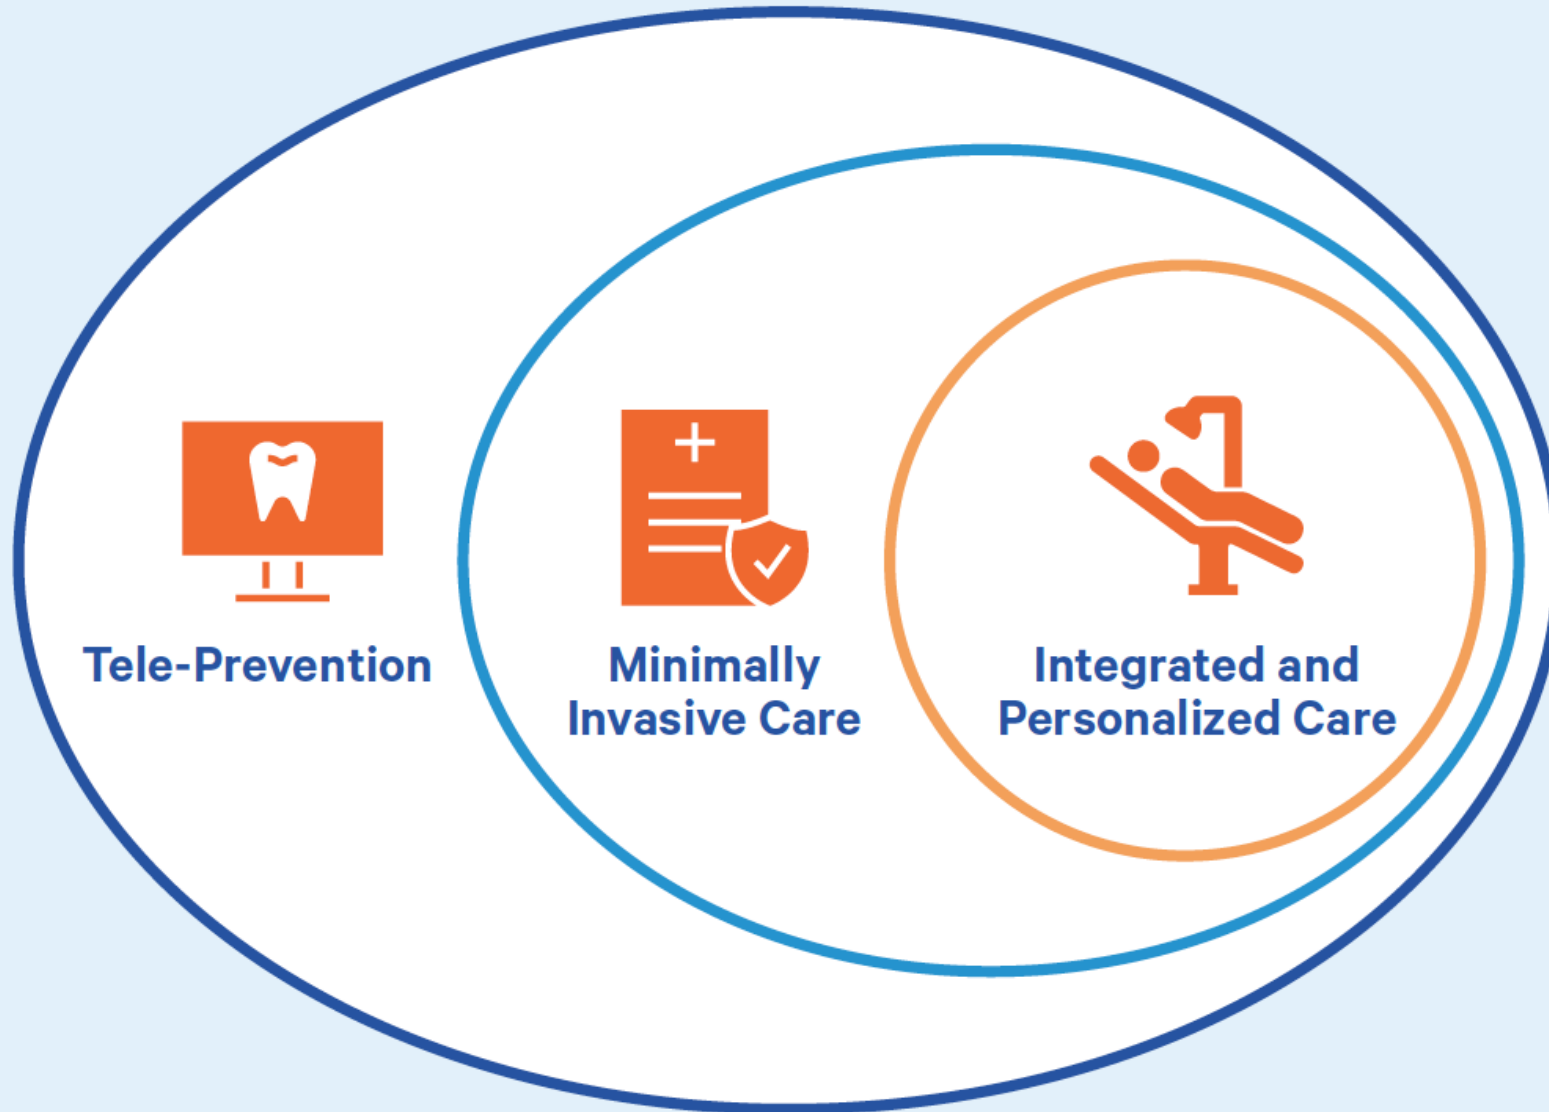 Tele-Prevention
Minimally
Invasive Care
Integrated and
Personalized Care